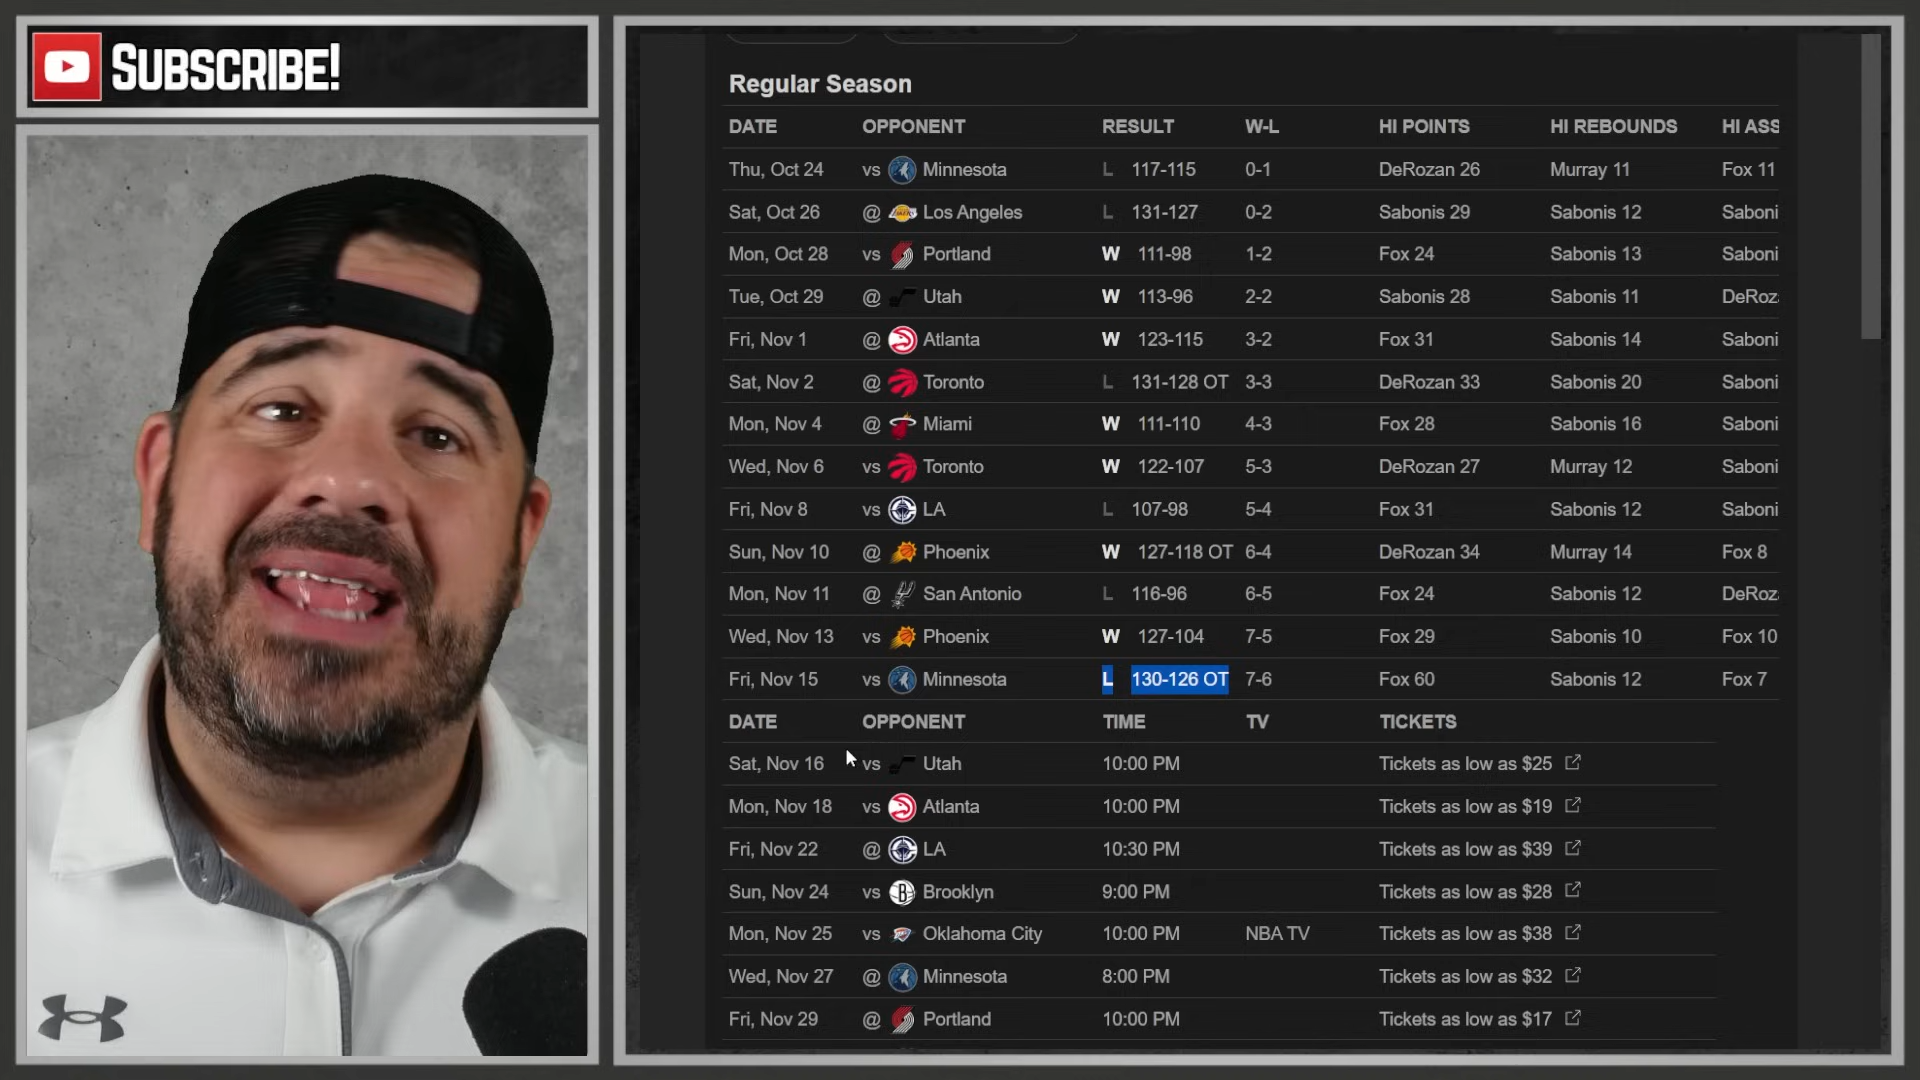 SUBSCRIBE!
Regular Season
DATE OPPONENT RESULT W-L HI POINTS HI REBOUNDS HI ASS
Thu, Oct 24 vs Minnesota L 117-115 0-1 DeRozan 26 Murray 11 Fox 11
Sat, Oct 26 @ Los Angeles L 131-127 0-2 Sabonis 29 Sabonis 12 Saboni
Mon, Oct 28 vs Portland W 111-98 1-2 Fox 24 Sabonis 13 Saboni
Tue, Oct 29 @ Utah W 113-96 2-2 Sabonis 28 Sabonis 11 DeRoz
Fri, Nov 1 @ Atlanta W 123-115 3-2 Fox 31 Sabonis 14 Saboni
Sat, Nov 2 @ Toronto L 131-128 OT 3-3 DeRozan 33 Sabonis 20 Saboni
Mon, Nov 4 @ Miami W 111-110 4-3 Fox 28 Sabonis 16 Saboni
Wed, Nov 6 vs Toronto W 122-107 5-3 DeRozan 27 Murray 12 Saboni
Fri, Nov 8 vs LA L 107-98 5-4 Fox 31 Sabonis 12 Saboni
Sun, Nov 10 @ Phoenix W 127-118 OT 6-4 DeRozan 34 Murray 14 Fox 8
Mon, Nov 11 @ San Antonio L 116-96 6-5 Fox 24 Sabonis 12 DeRoz
Wed, Nov 13 vs Phoenix W 127-104 7-5 Fox 29 Sabonis 10 Fox 10
Fri, Nov 15 vs Minnesota L 130-126 OT 7-6 Fox 60 Sabonis 12 Fox 7
DATE OPPONENT TIME TV TICKETS
Sat, Nov 16 vs Utah 10:00 PM Tickets as low as $25
Mon, Nov 18 vs Atlanta 10:00 PM Tickets as low as $19
Fri, Nov 22 @ LA 10:30 PM Tickets as low as $39
Sun, Nov 24 vs Brooklyn 9:00 PM Tickets as low as $28
Mon, Nov 25 vs Oklahoma City 10:00 PM NBA TV Tickets as low as $38
Wed, Nov 27 @ Minnesota 8:00 PM Tickets as low as $32
Fri, Nov 29 @ Portland 10:00 PM Tickets as low as $17